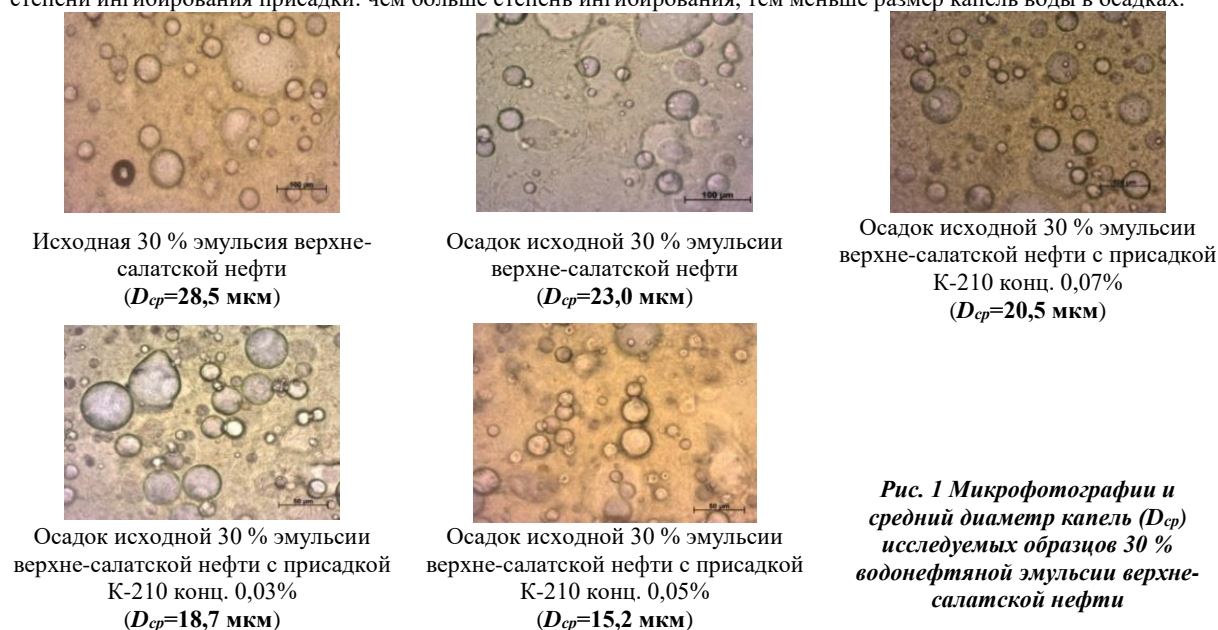 степени ингибирования присадки: чем больше степень ингибирования, тем меньше размер капель воды в осадках.
100 µm
100 µm
100 µm
Исходная 30 % эмульсия верхне-
салатской нефти
(Dср=28,5 мкм)
Осадок исходной 30 % эмульсии
верхне-салатской нефти
(Dср=23,0 мкм)
Осадок исходной 30 % эмульсии
верхне-салатской нефти с присадкой
К-210 конц. 0,07%
(Dср=20,5 мкм)
50 µm
50 µm
Осадок исходной 30 % эмульсии
верхне-салатской нефти с присадкой
К-210 конц. 0,03%
(Dср=18,7 мкм)
Осадок исходной 30 % эмульсии
верхне-салатской нефти с присадкой
К-210 конц. 0,05%
(Dср=15,2 мкм)
Рис. 1 Микрофотографии и
средний диаметр капель (Dср)
исследуемых образцов 30 %
водонефтяной эмульсии верхне-
салатской нефти